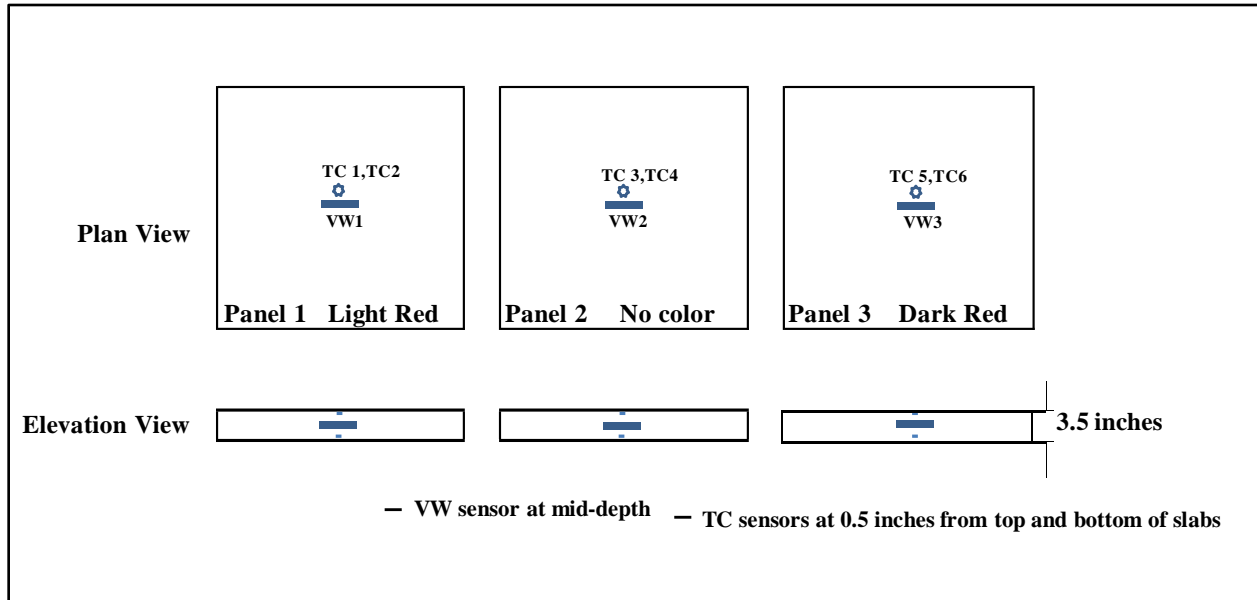 TC 1,TC2
VW1
Panel 1 Light Red
TC 3,TC4
VW2
Panel 2 No color
TC 5,TC6
VW3
Panel 3 Dark Red
Plan View
Elevation View
3.5 inches
– VW sensor at mid-depth
– TC sensors at 0.5 inches from top and bottom of slabs